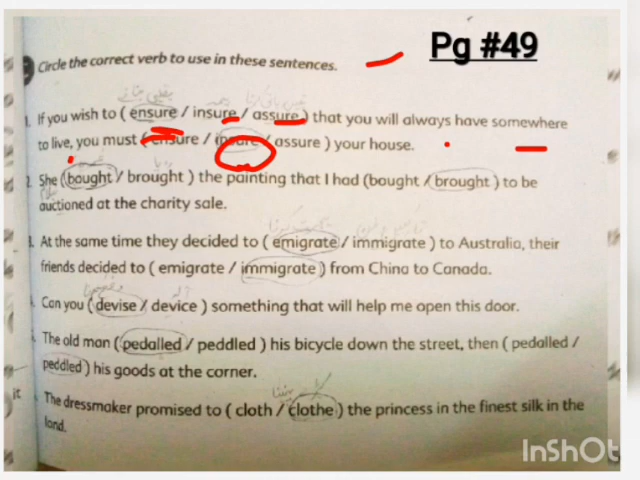 Pg #49
Circle the correct verb to use in these sentences.
If you wish to ( ensure / insure / assure ) that you will always have somewhere
to live, you must ( ensure / insure / assure ) your house.
2. She ( bought / brought ) the painting that I had (bought / brought ) to be
auctioned at the charity sale.
At the same time they decided to ( emigrate / immigrate ) to Australia, their
friends decided to ( emigrate / immigrate ) from China to Canada.
Can you ( devise / device ) something that will help me open this door.
The old man ( pedalled / peddled ) his bicycle down the street, then ( pedalled /
peddled ) his goods at the corner.
it
The dressmaker promised to ( cloth / clothe ) the princess in the finest silk in the
land.
InShOt